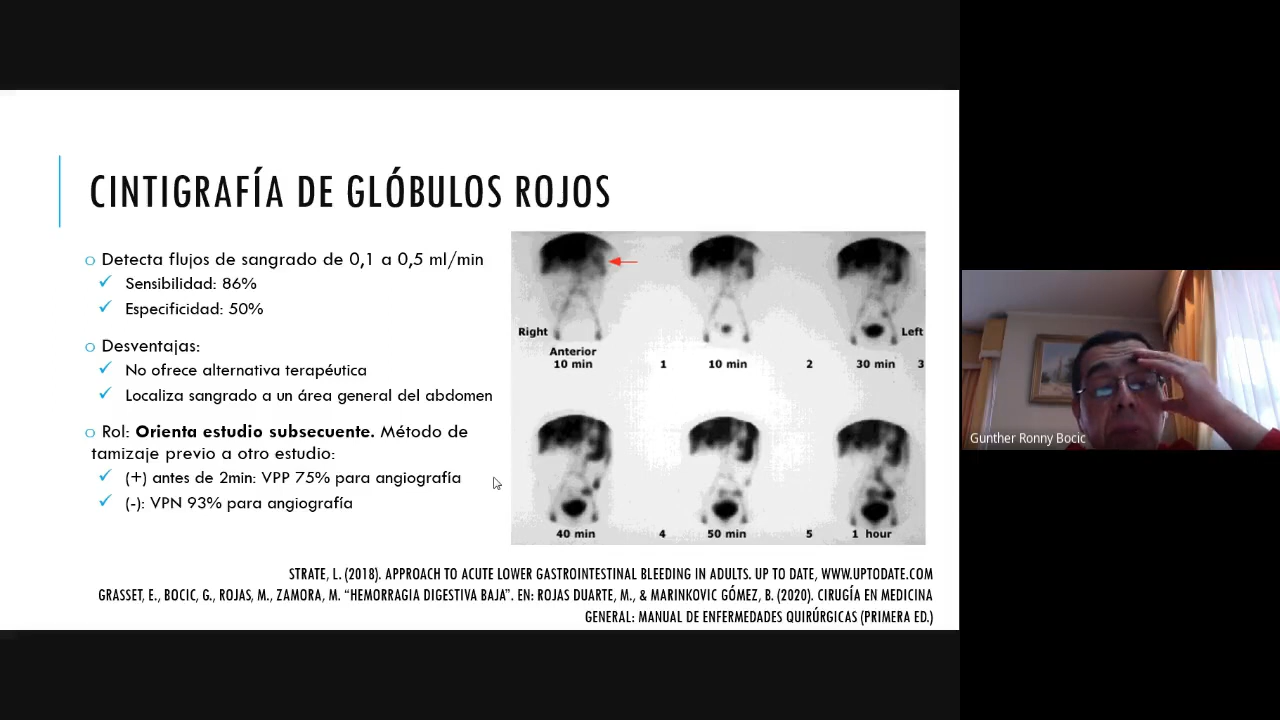 CINTIGRAFÍA DE GLÓBULOS ROJOS
o Detecta flujos de sangrado de 0,1 a 0,5 ml/min
✓ Sensibilidad: 86%
✓ Especificidad: 50%
o Desventajas:
✓ No ofrece alternativa terapéutica
✓ Localiza sangrado a un área general del abdomen
o Rol: Orienta estudio subsecuente. Método de
tamizaje previo a otro estudio:
✓ (+) antes de 2min: VPP 75% para angiografía
✓ (-): VPN 93% para angiografía
Right
Left
Anterior
10 min 1 10 min 2 30 min 3
40 min 4 50 min 5 1 hour
STRATE, L. (2018). APPROACH TO ACUTE LOWER GASTROINTESTINAL BLEEDING IN ADULTS. UP TO DATE, WWW.UPTODATE.COM
GRASSET, E., BOCIC, G., ROJAS, M., ZAMORA, M. “HEMORRAGIA DIGESTIVA BAJA”. EN: ROJAS DUARTE, M., & MARINKOVIC GÓMEZ, B. (2020). CIRUGÍA EN MEDICINA
GENERAL: MANUAL DE ENFERMEDADES QUIRÚRGICAS (PRIMERA ED.)
Gunther Ronny Bocic